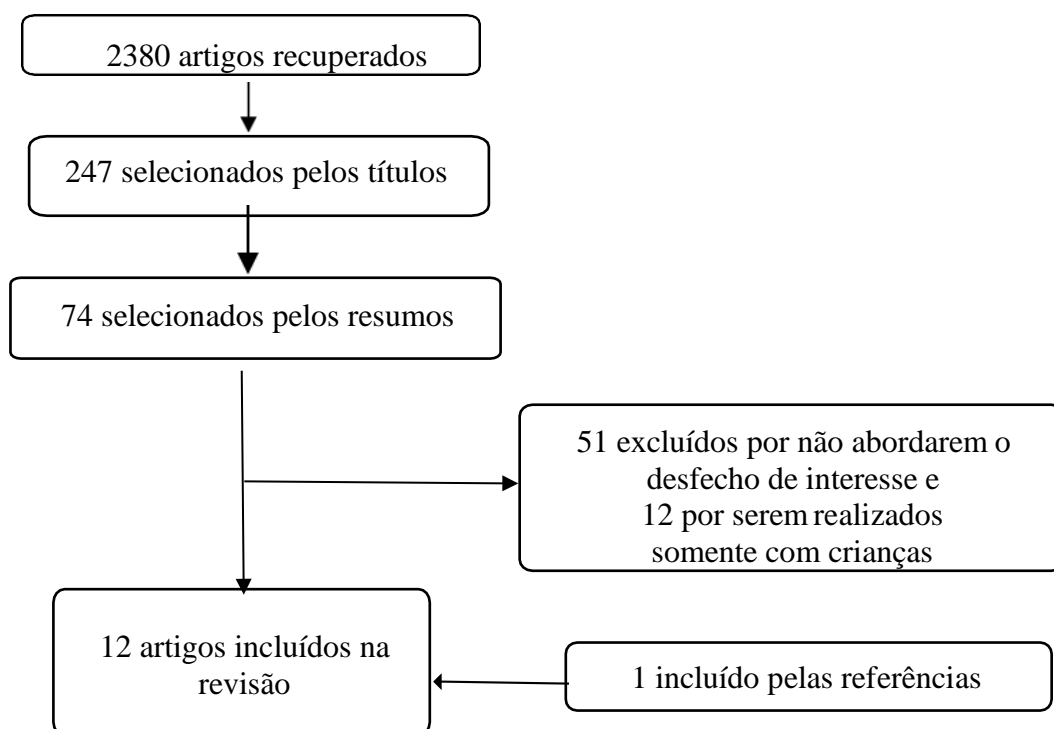 2380 artigos recuperados
247 selecionados pelos títulos
74 selecionados pelos resumos
51 excluídos por não abordarem o
desfecho de interesse e
12 por serem realizados
somente com crianças
12 artigos incluídos na
revisão
1 incluído pelas referências